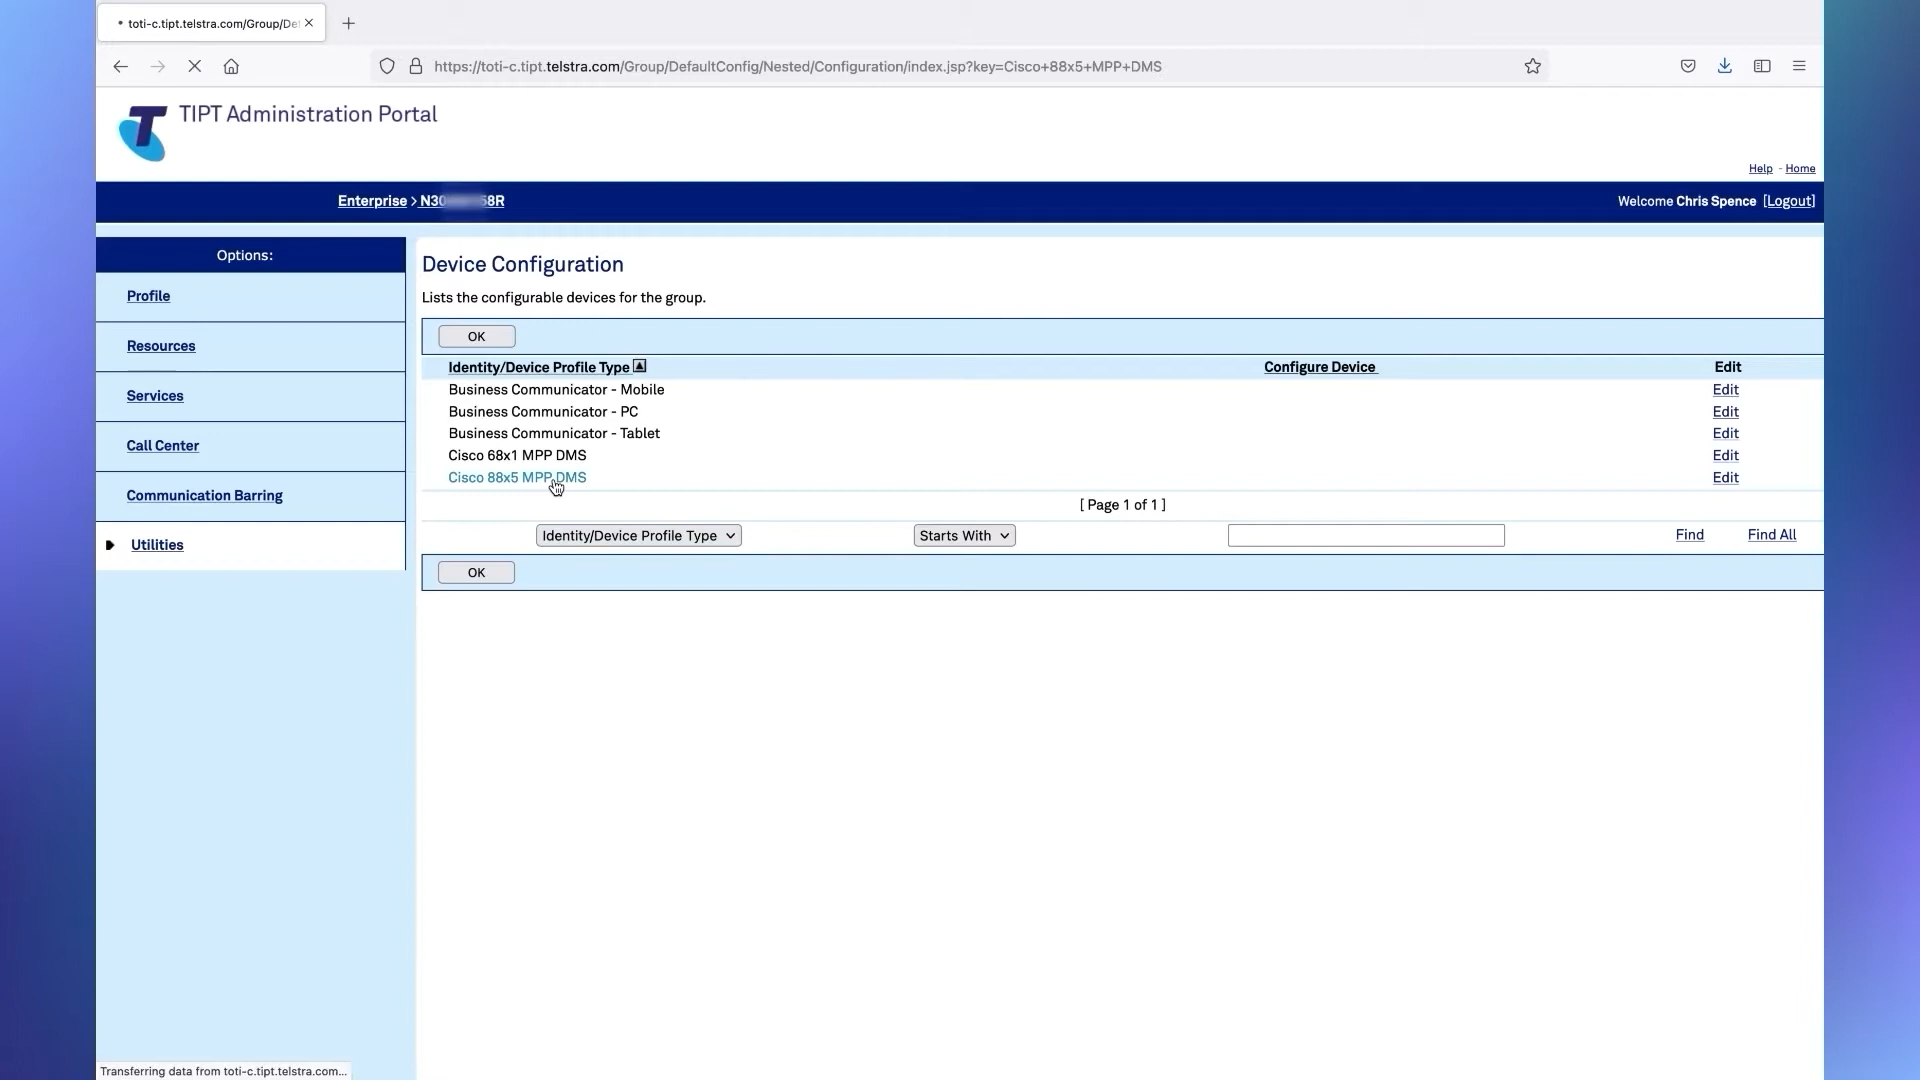 toti-c.tipt.telstra.com/Group/De
https://toti-c.tipt.telstra.com/Group/DefaultConfig/Nested/Configuration/index.jsp?key=Cisco+88x5+MPP+DMS
TIPT Administration Portal
Help - Home
Enterprise > N30 58R
Welcome Chris Spence [Logout]
Options:
Profile
Resources
Services
Call Center
Communication Barring
Utilities
Device Configuration
Lists the configurable devices for the group.
OK
Identity/Device Profile Type Configure Device Edit
Business Communicator - Mobile Edit
Business Communicator - PC Edit
Business Communicator - Tablet Edit
Cisco 68x1 MPP DMS Edit
Cisco 88x5 MPP DMS Edit
[ Page 1 of 1 ]
Identity/Device Profile Type Starts With Find Find All
OK
Transferring data from toti-c.tipt.telstra.com...